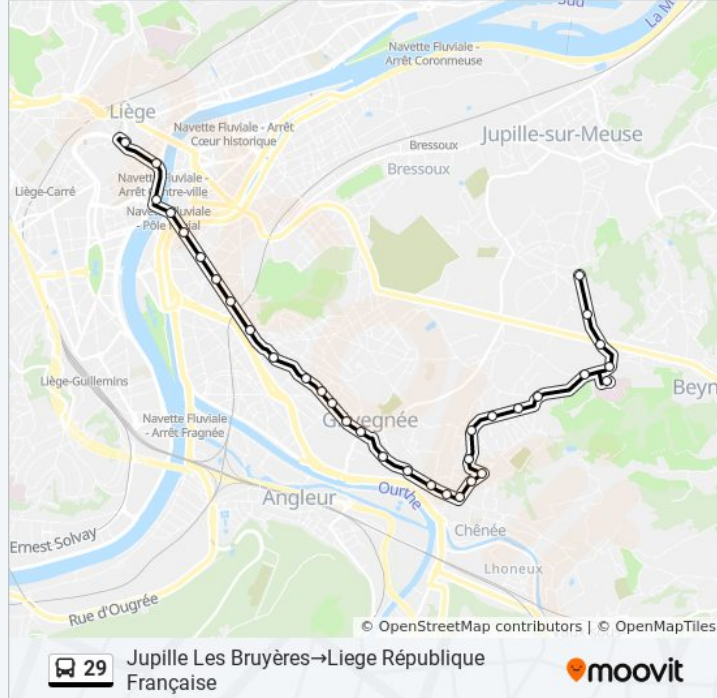 Sud
La M
Navette Fluviale -
Arrêt Coronmeuse
Liège
Navette Fluviale - Arrêt
Cœur historique
Bressoux
Jupille-sur-Meuse
Bressoux
Liège-Carré
Navette Fluviale -
Arrêt Centre-ville
Navette Fluviale
- Pôle Fluvial
Liège-Guillemins
Beyn
Navette Fluviale
- Arrêt Fragnée
Grivegnée
Angleur
Ourthe
Chênée
Ernest Solvay
Lhoneux
Rue d'Ougrée
© OpenStreetMap contributors | © OpenMapTiles
29
Jupille Les Bruyères→Liege République
Française
moovit